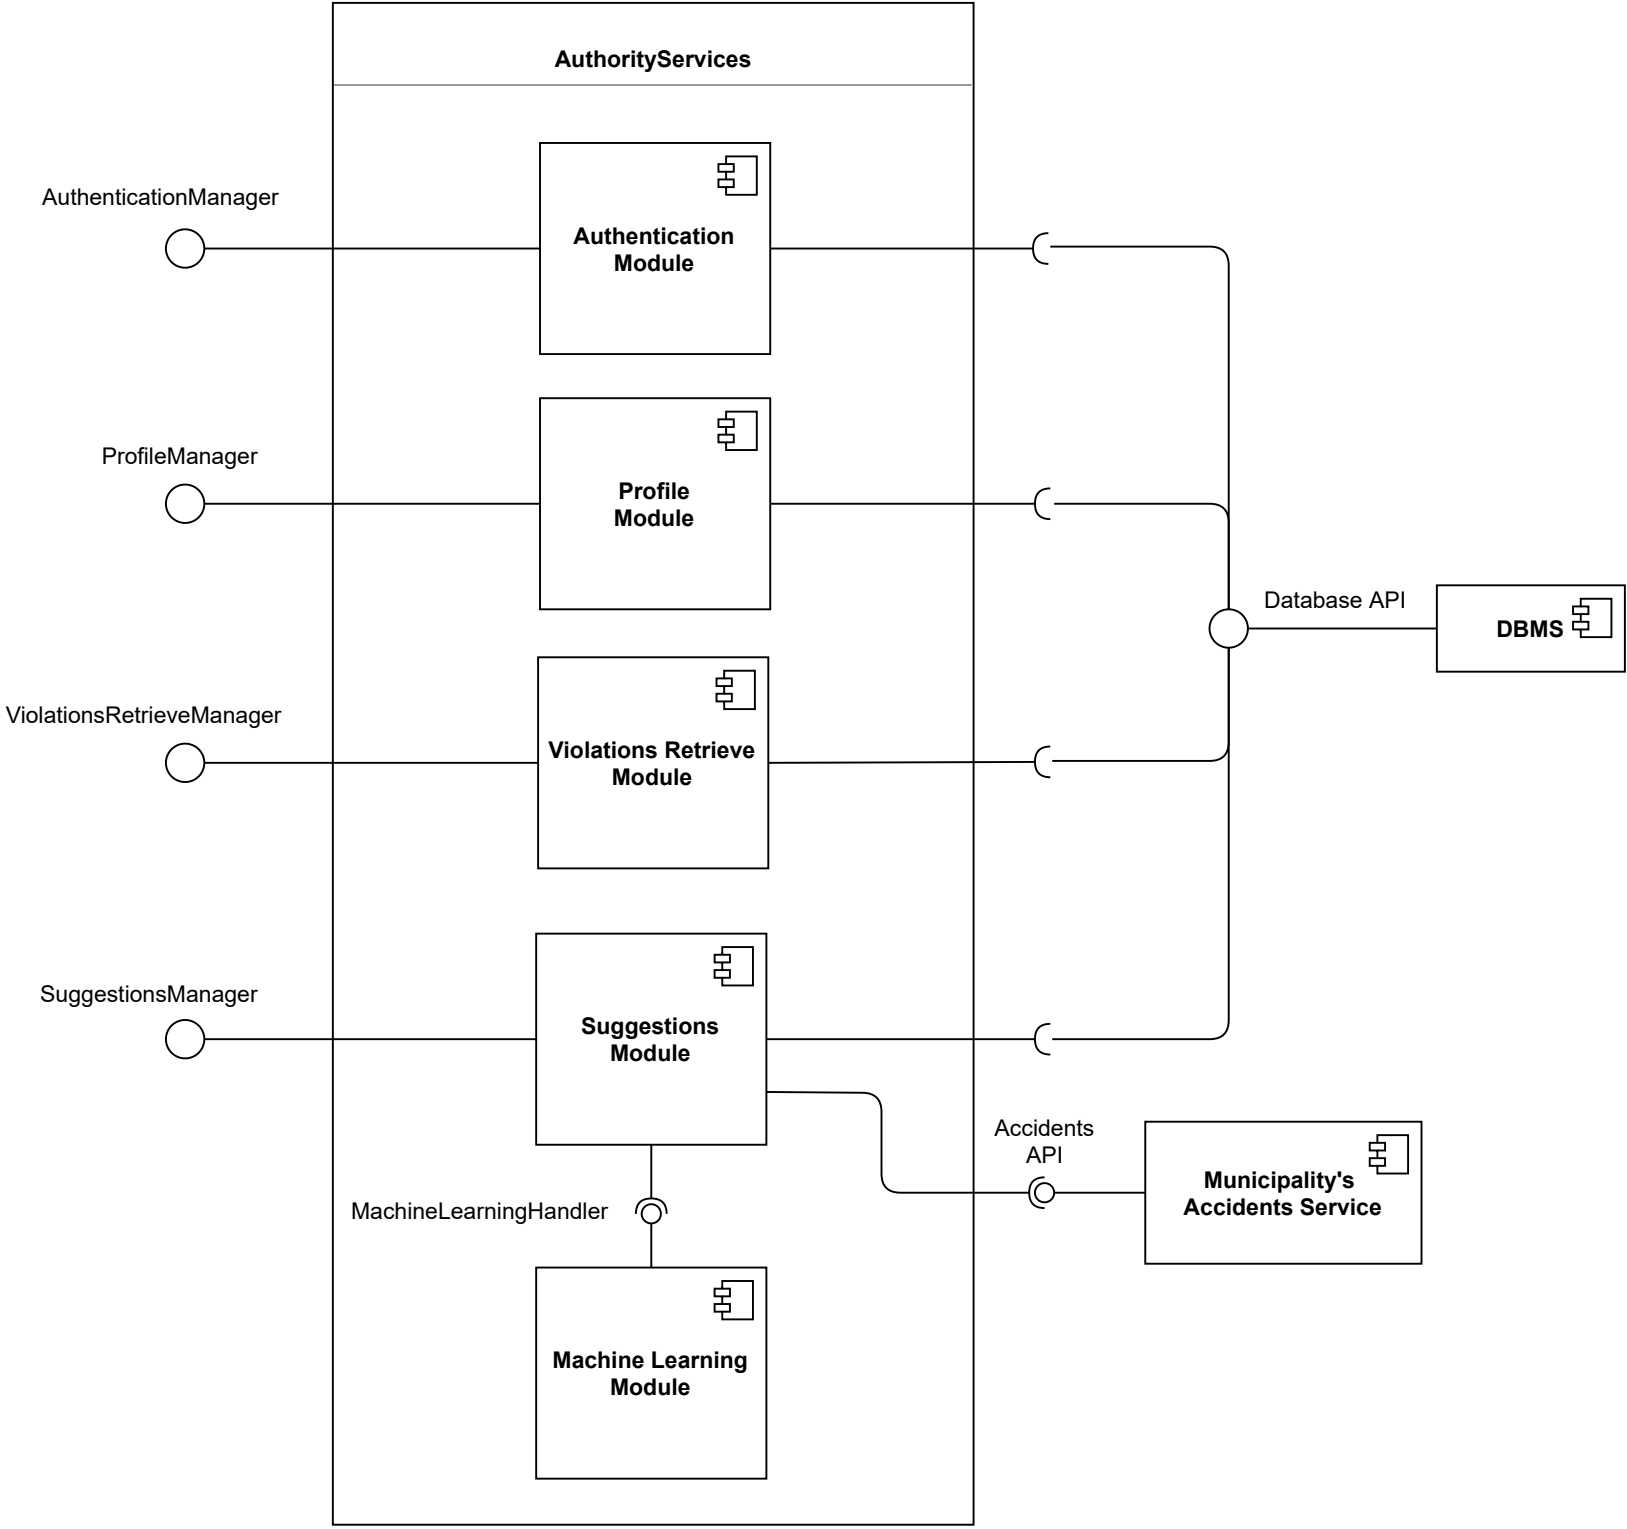 AuthorityServices
AuthenticationManager
Authentication
Module
ProfileManager
Profile
Module
Database API
DBMS
ViolationsRetrieveManager
Violations Retrieve
Module
SuggestionsManager
Suggestions
Module
Accidents
API
Municipality's
Accidents Service
MachineLearningHandler
Machine Learning
Module